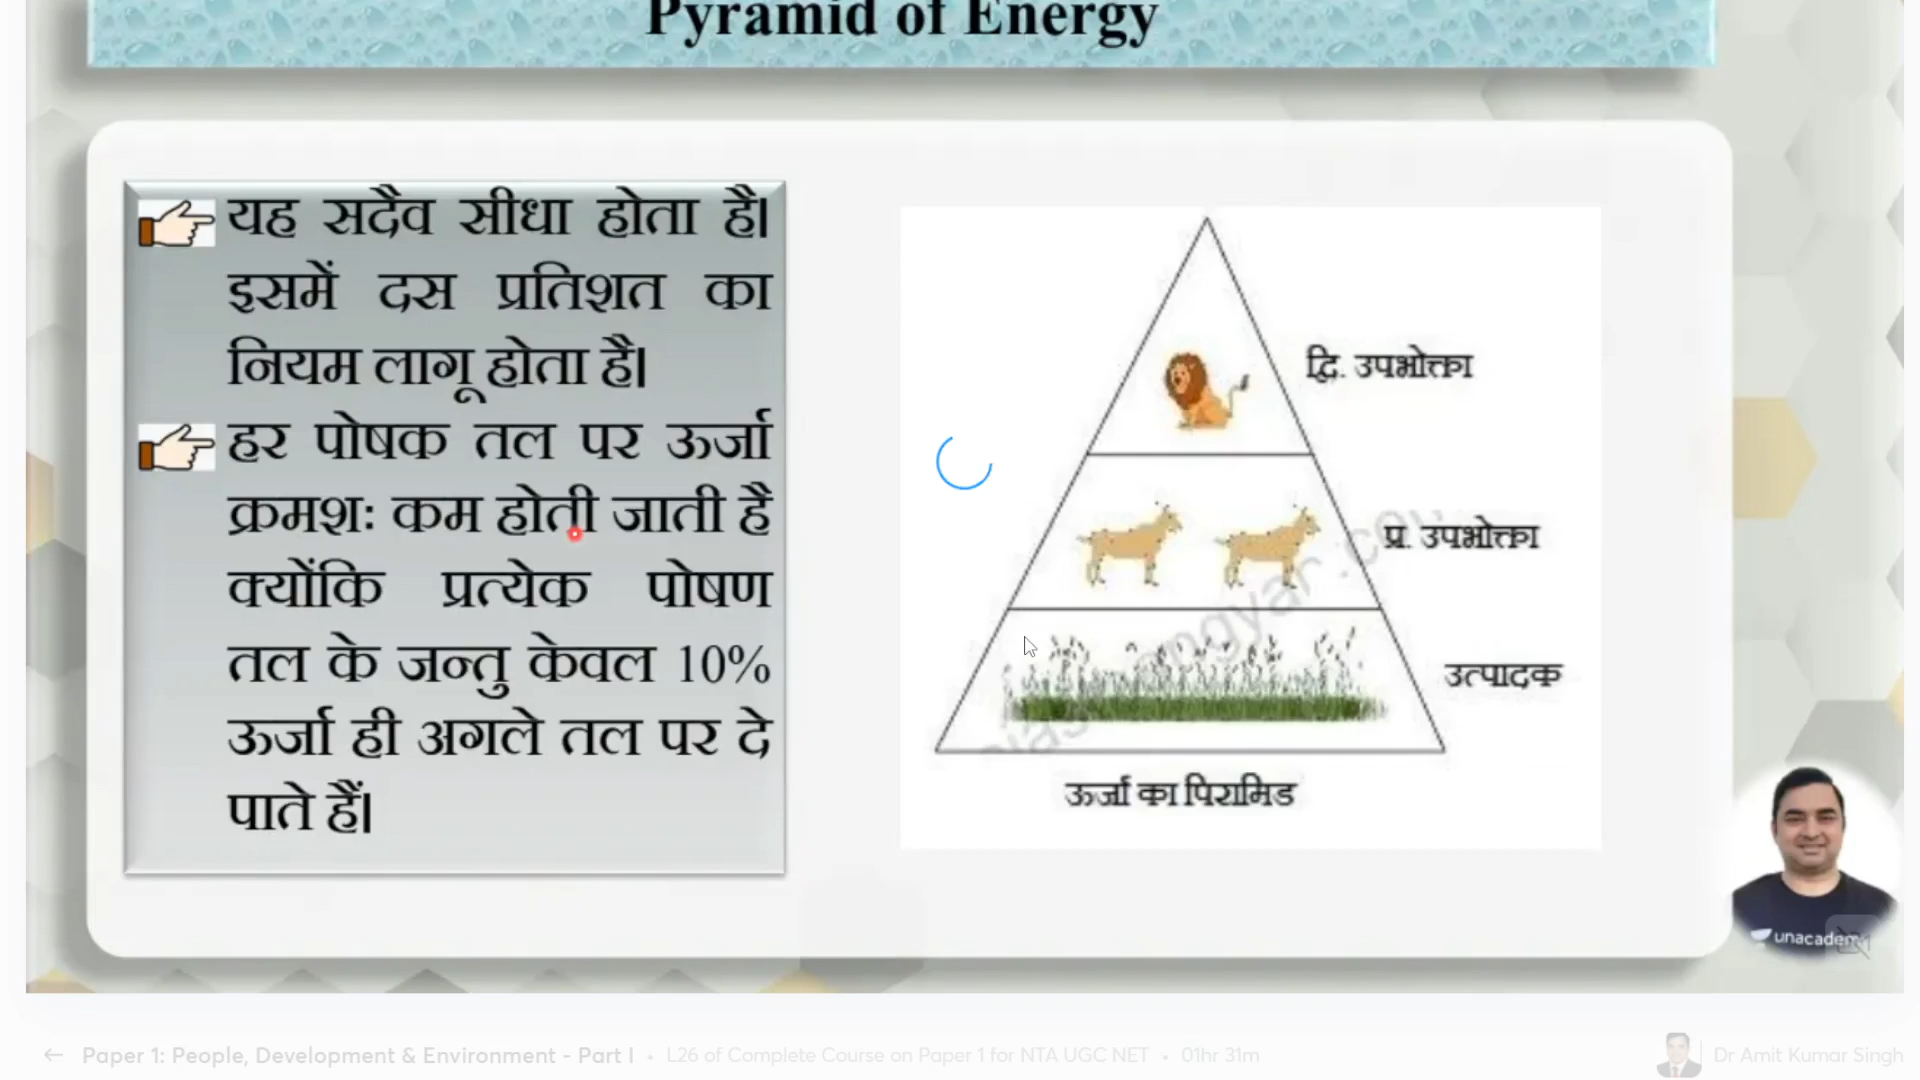 Pyramid of Energy
यह सदैव सीधा होता है।
इसमें दस प्रतिशत का
नियम लागू होता है।
हर पोषक तल पर ऊर्जा
क्रमशः कम होती जाती है
क्योंकि प्रत्येक पोषण
तल के जन्तु केवल 10%
ऊर्जा ही अगले तल पर दे
पाते हैं।
द्वि. उपभोक्ता
प्र. उपभोक्ता
उत्पादक
ऊर्जा का पिरामिड
unacademy
Paper 1: People, Development & Environment - Part I • L26 of Complete Course on Paper 1 for NTA UGC NET • 01hr 31m
Dr Amit Kumar Singh